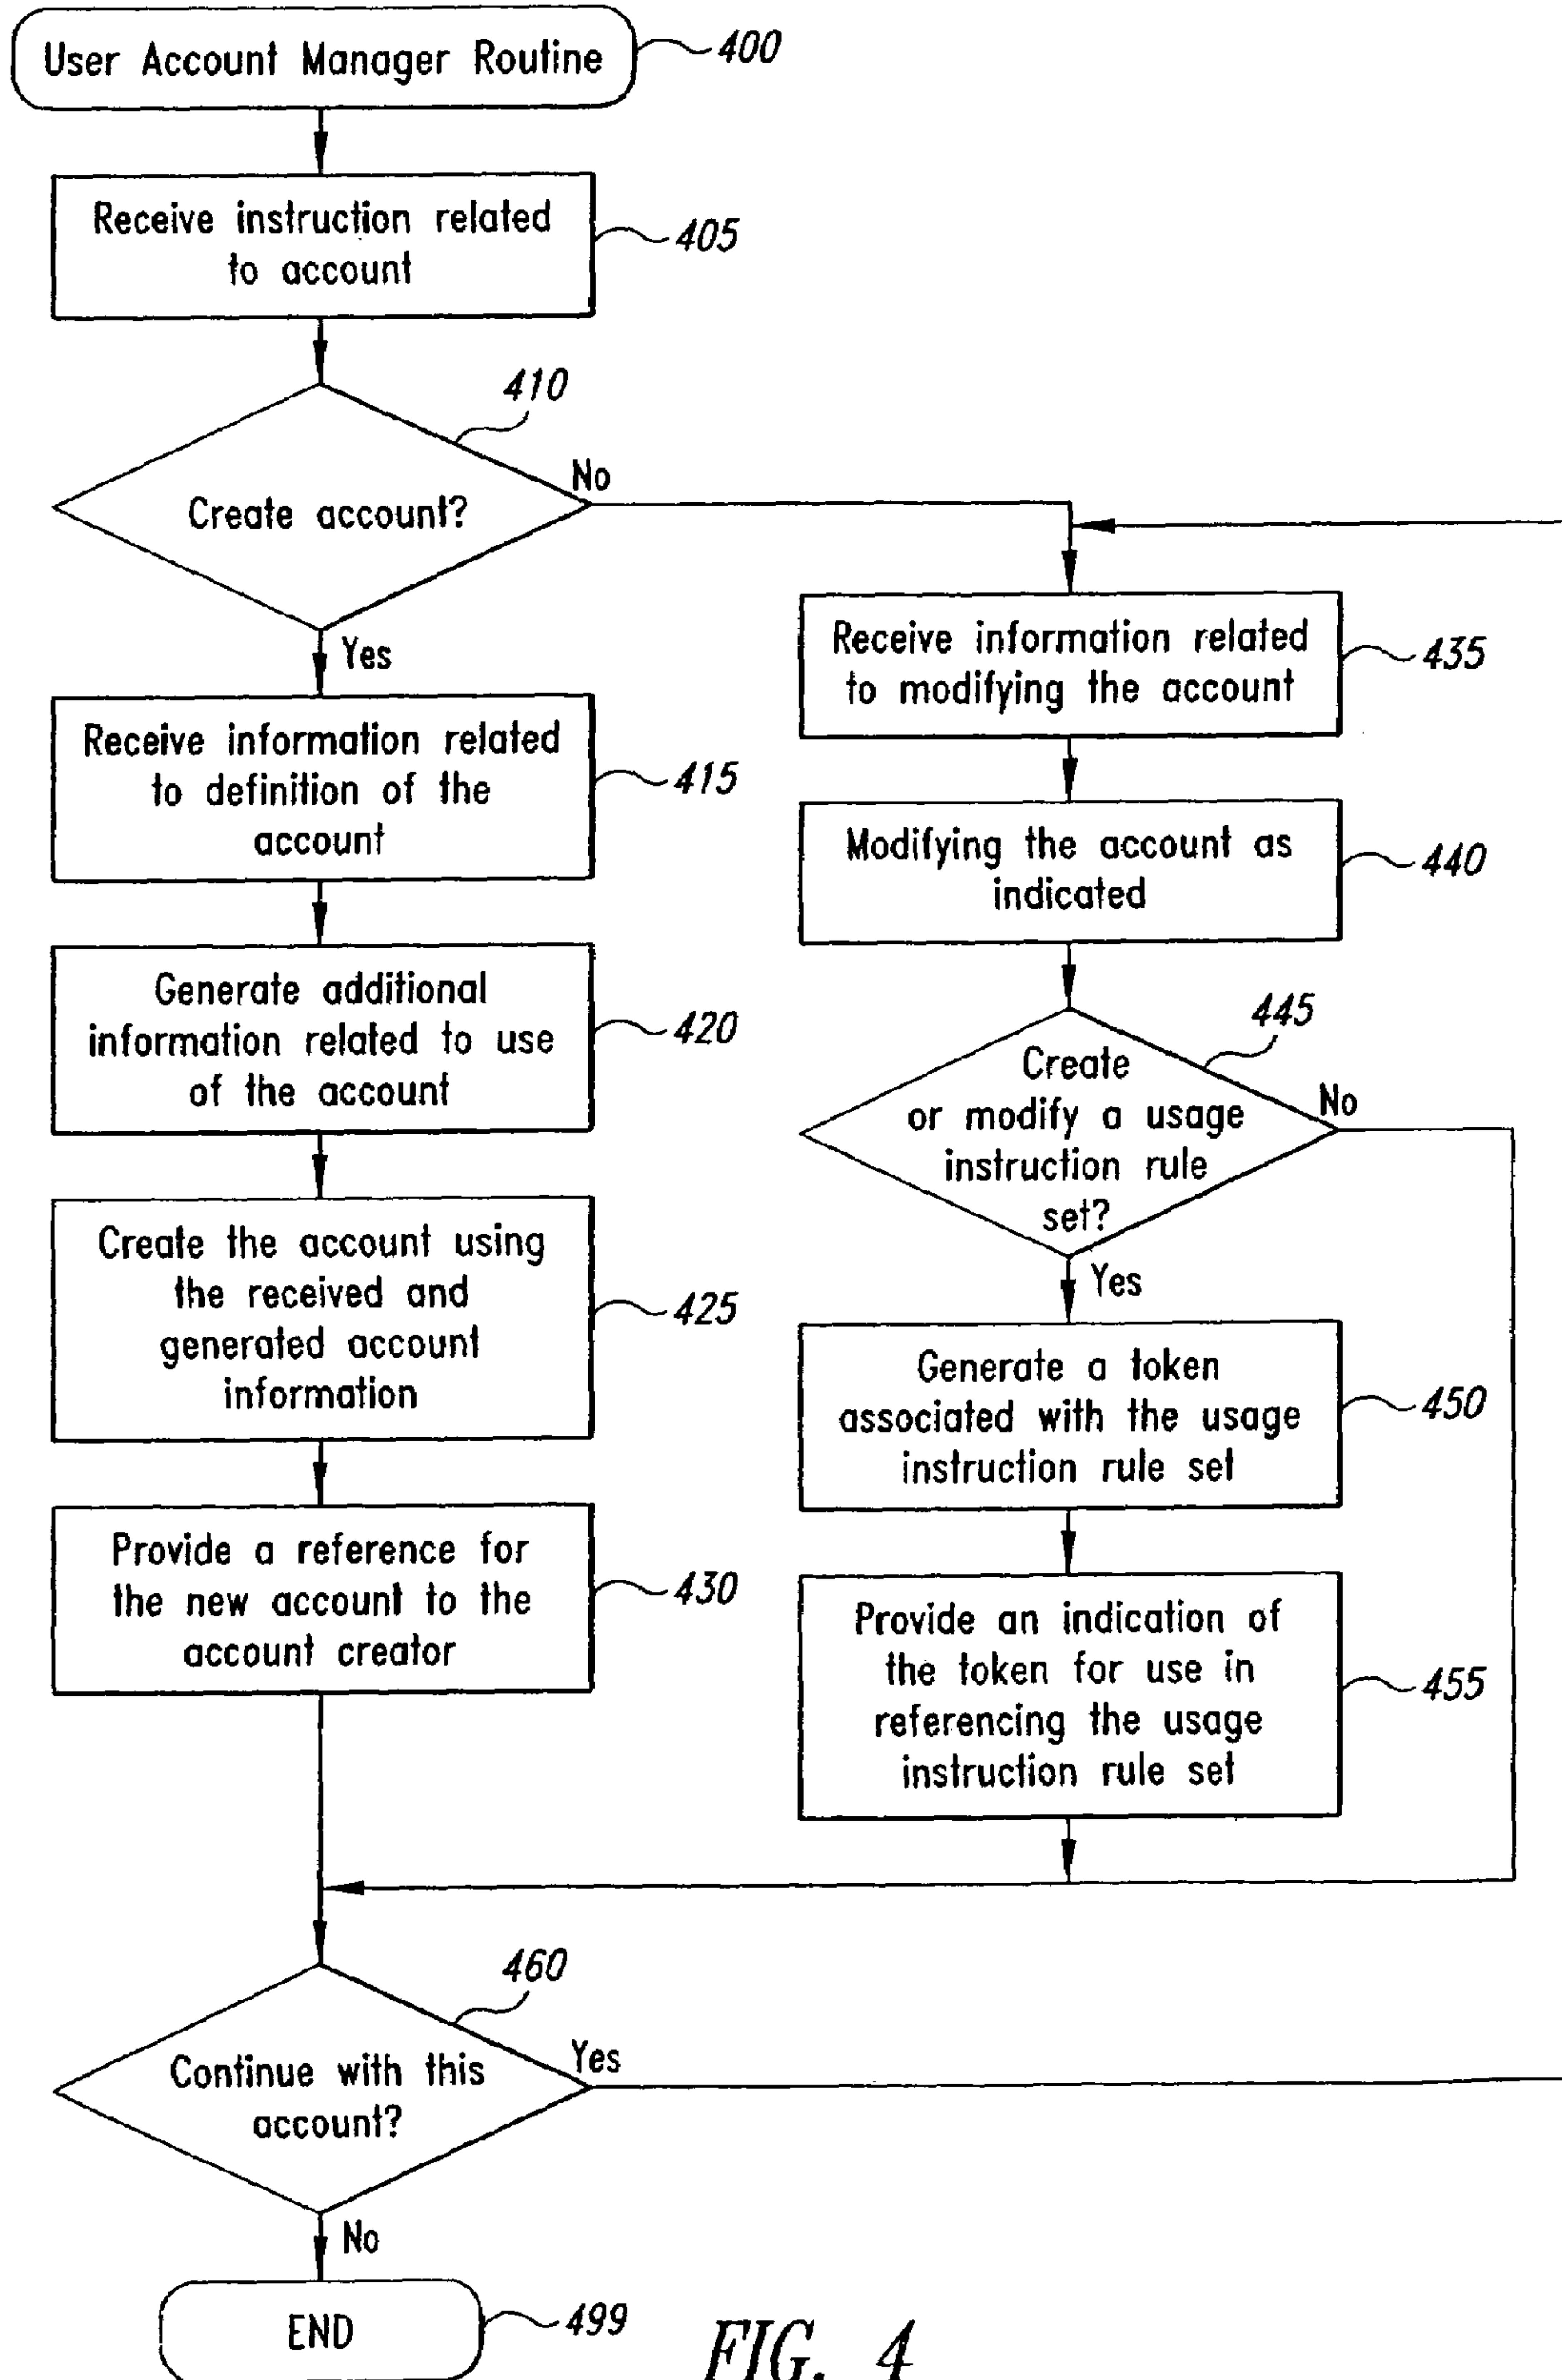 User Account Manager Routine
400
Receive instruction related
to account
405
410
Create account?
No
Yes
Receive information related
to definition of the
account
415
Generate additional
information related to use
of the account
420
Create the account using
the received and
generated account
information
425
Provide a reference for
the new account to the
account creator
430
Receive information related
to modifying the account
435
Modifying the account as
indicated
440
445
Create
or modify a usage
instruction rule
set?
No
Yes
Generate a token
associated with the usage
instruction rule set
450
Provide an indication of
the token for use in
referencing the usage
instruction rule set
455
460
Continue with this
account?
Yes
No
END
499
FIG. 4